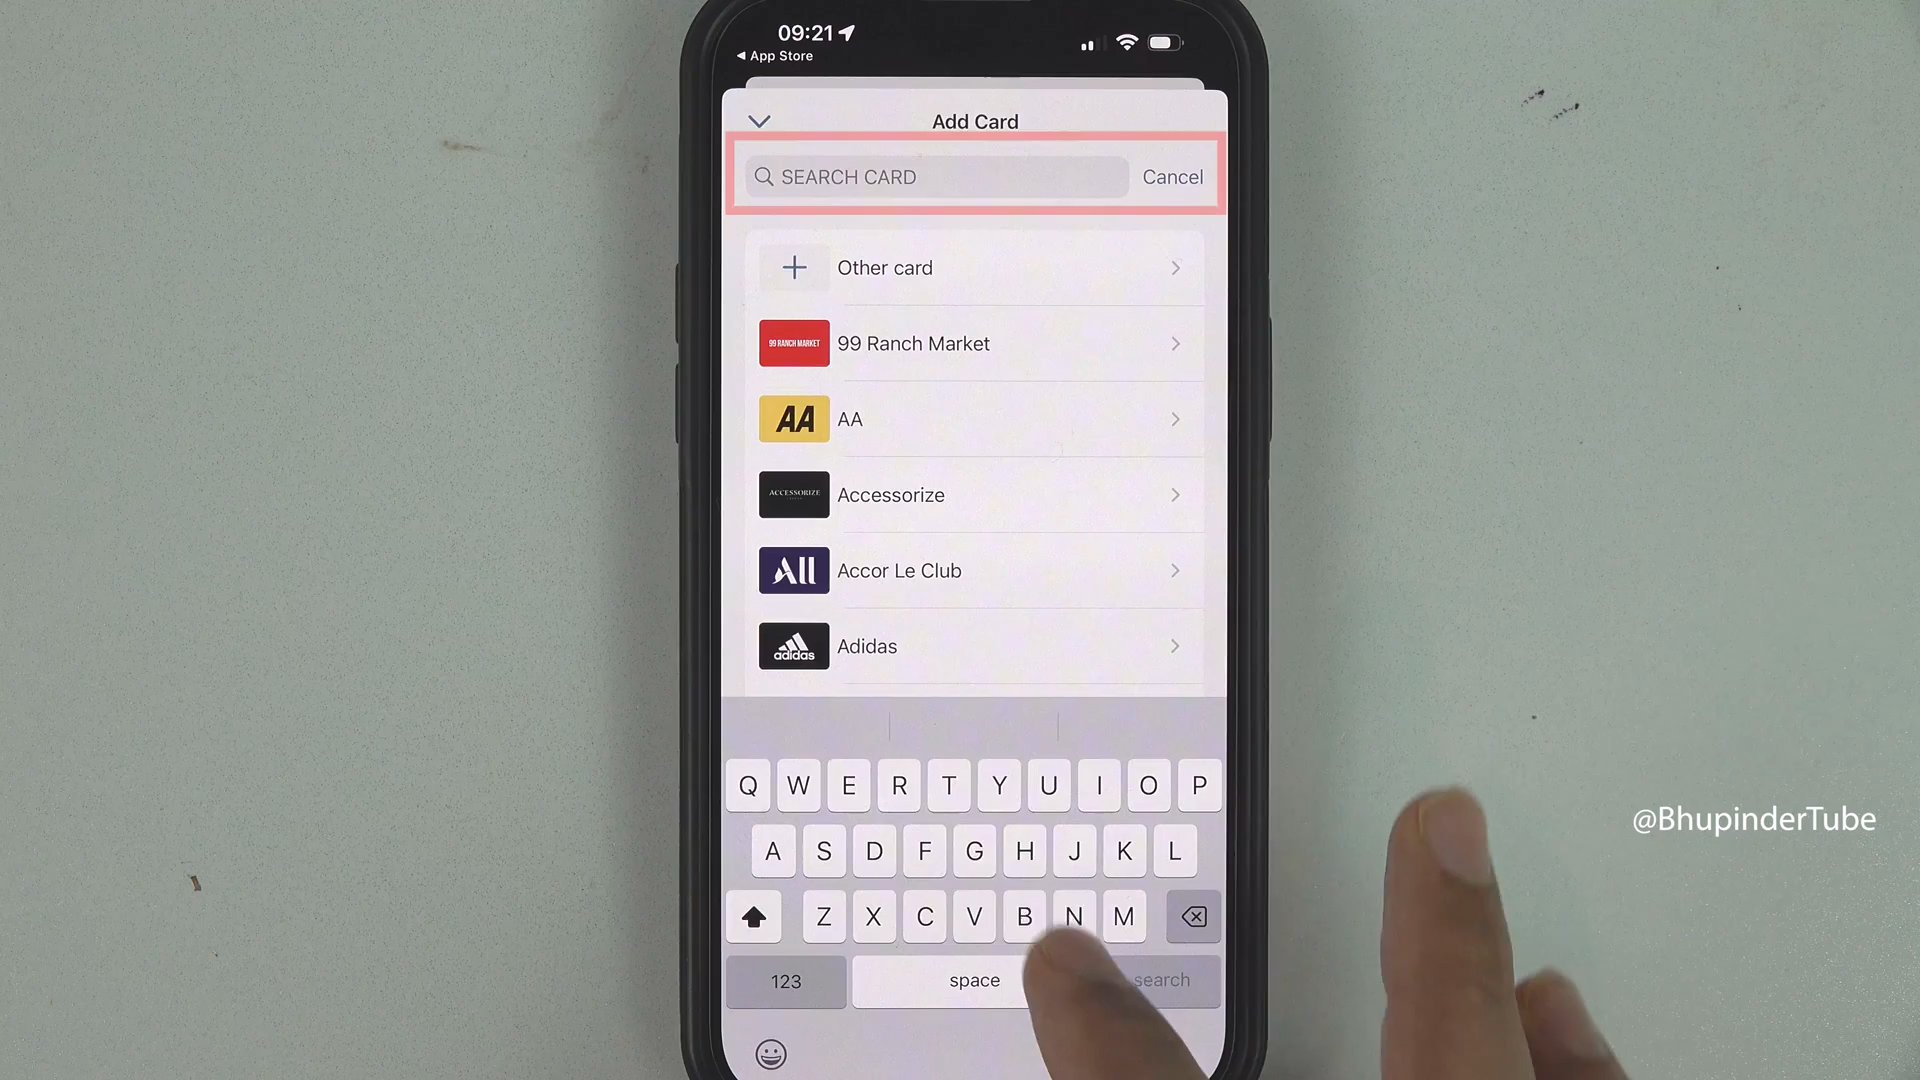 09:21
◀ App Store
Add Card
SEARCH CARD
Cancel
Other card
99 RANCH MARKET
99 Ranch Market
AA
AA
ACCESSORIZE
Accessorize
ALL
Accor Le Club
adidas
Adidas
Q W E R T Y U I O P
A S D F G H J K L
Z X C V B N M
123
space
search
@BhupinderTube